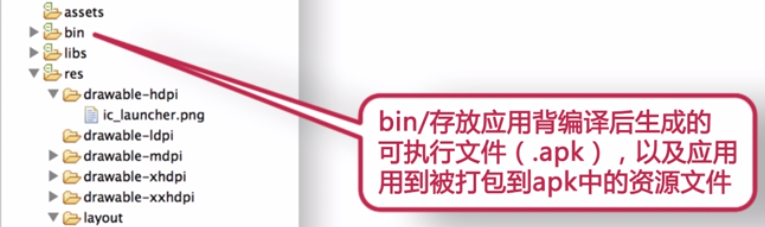 assets
bin
libs
res
drawable-hdpi
ic_launcher.png
drawable-ldpi
drawable-mdpi
drawable-xhdpi
drawable-xxhdpi
layout
bin/存放应用背编译后生成的
可执行文件（.apk），以及应用
用到被打包到apk中的资源文件